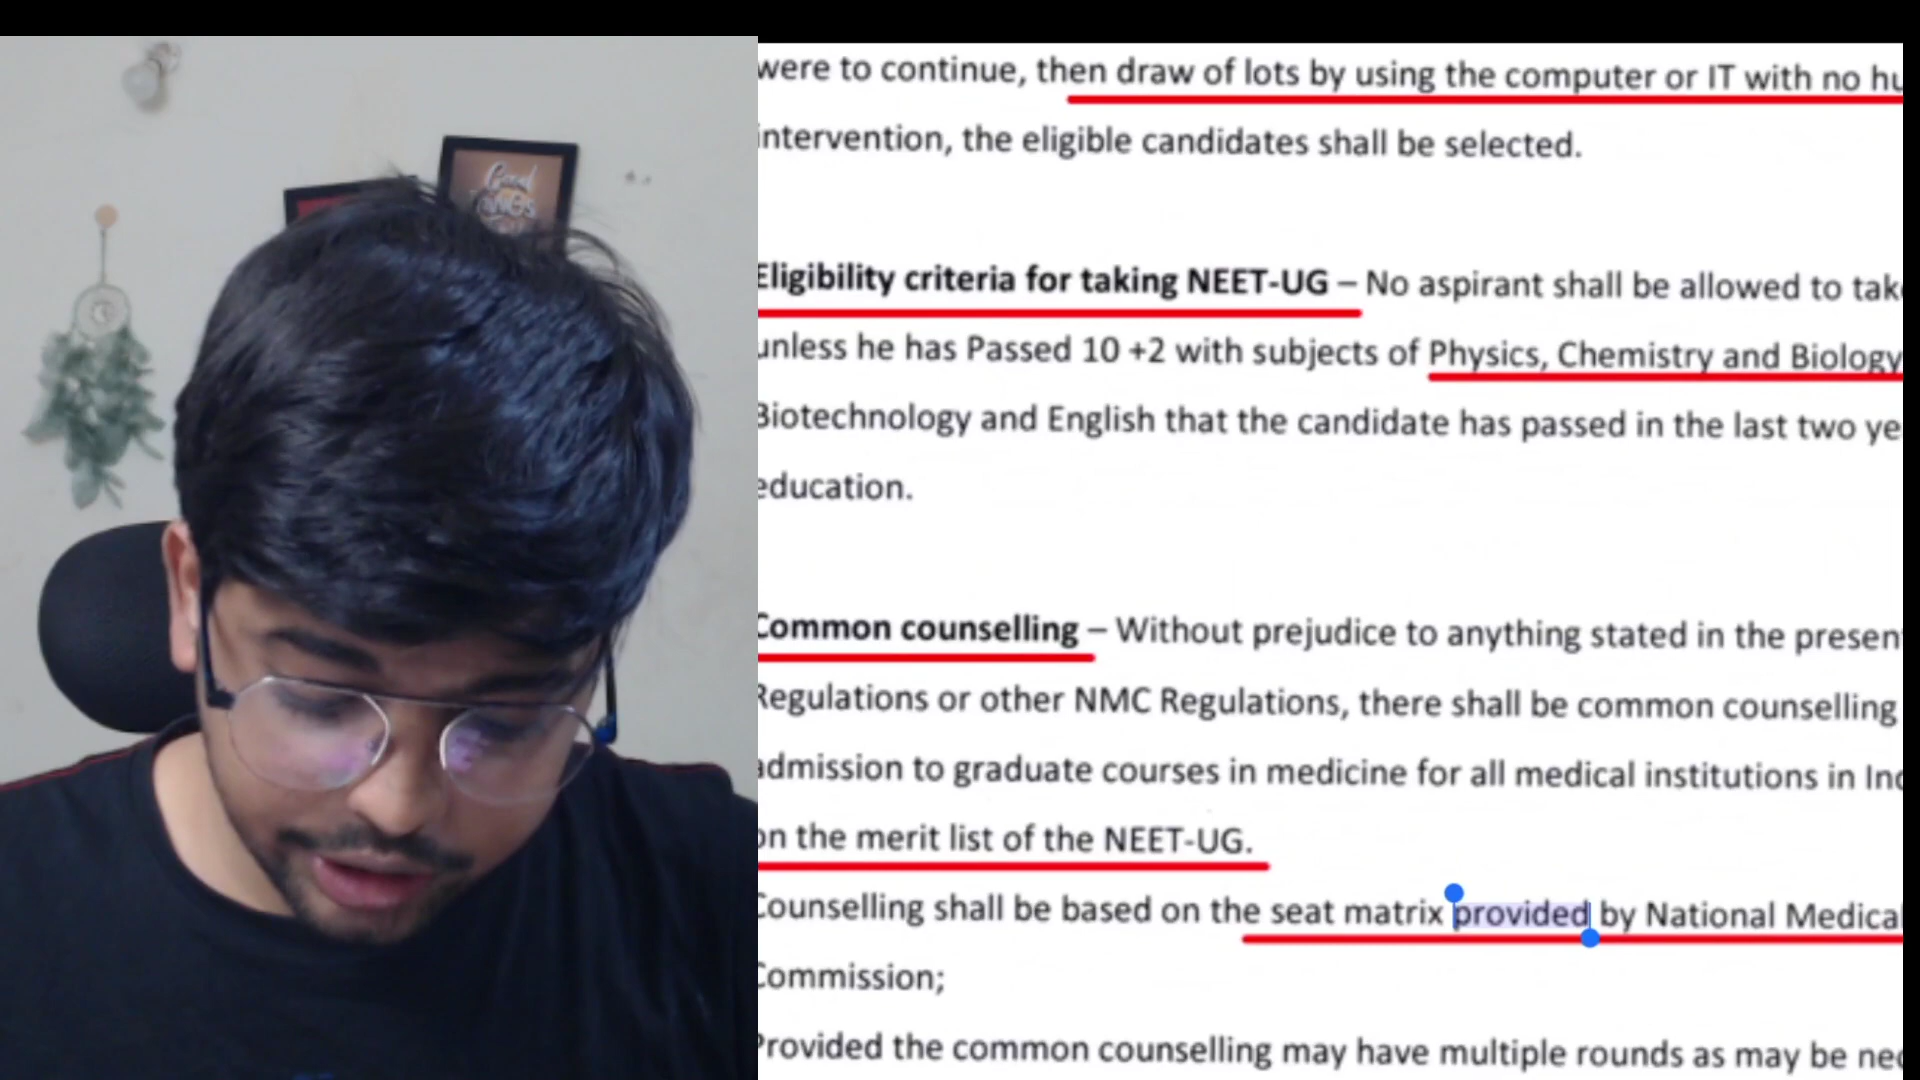 Good
were to continue, then draw of lots by using the computer or IT with no hu
intervention, the eligible candidates shall be selected.
Eligibility criteria for taking NEET-UG – No aspirant shall be allowed to tak
unless he has Passed 10 +2 with subjects of Physics, Chemistry and Biology
Biotechnology and English that the candidate has passed in the last two ye
education.
Common counselling – Without prejudice to anything stated in the present
Regulations or other NMC Regulations, there shall be common counselling
admission to graduate courses in medicine for all medical institutions in Ind
on the merit list of the NEET-UG.
Counselling shall be based on the seat matrix provided by National Medical
Commission;
Provided the common counselling may have multiple rounds as may be nec